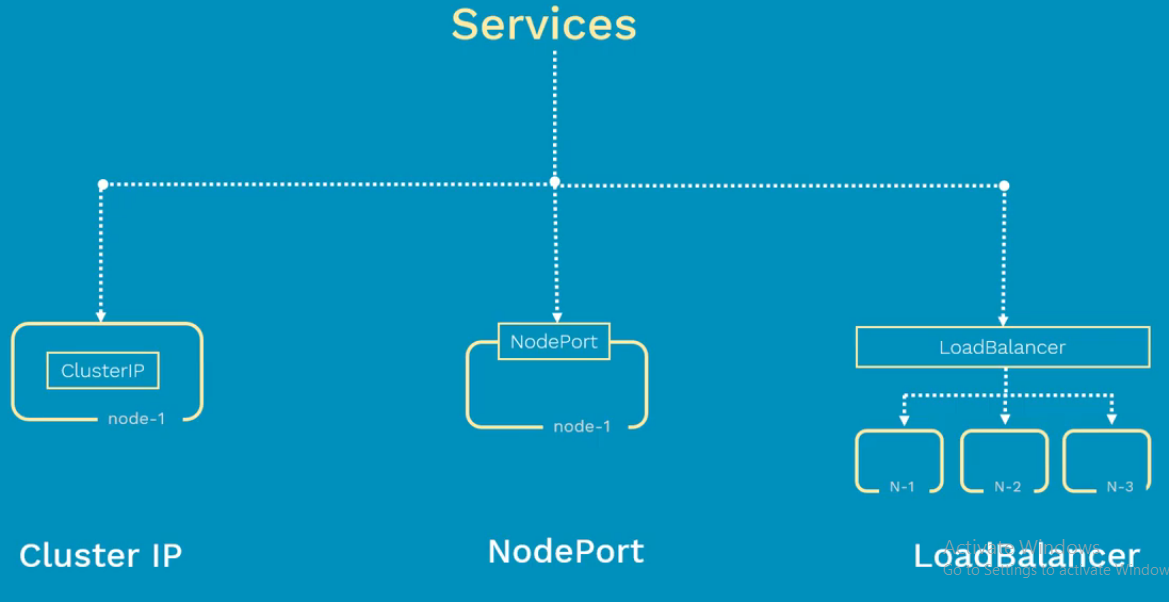 Services
ClusterIP
node-1
NodePort
node-1
LoadBalancer
N-1
N-2
N-3
Cluster IP
NodePort
LoadBalancer
Activate Windows
Go to Settings to activate Window